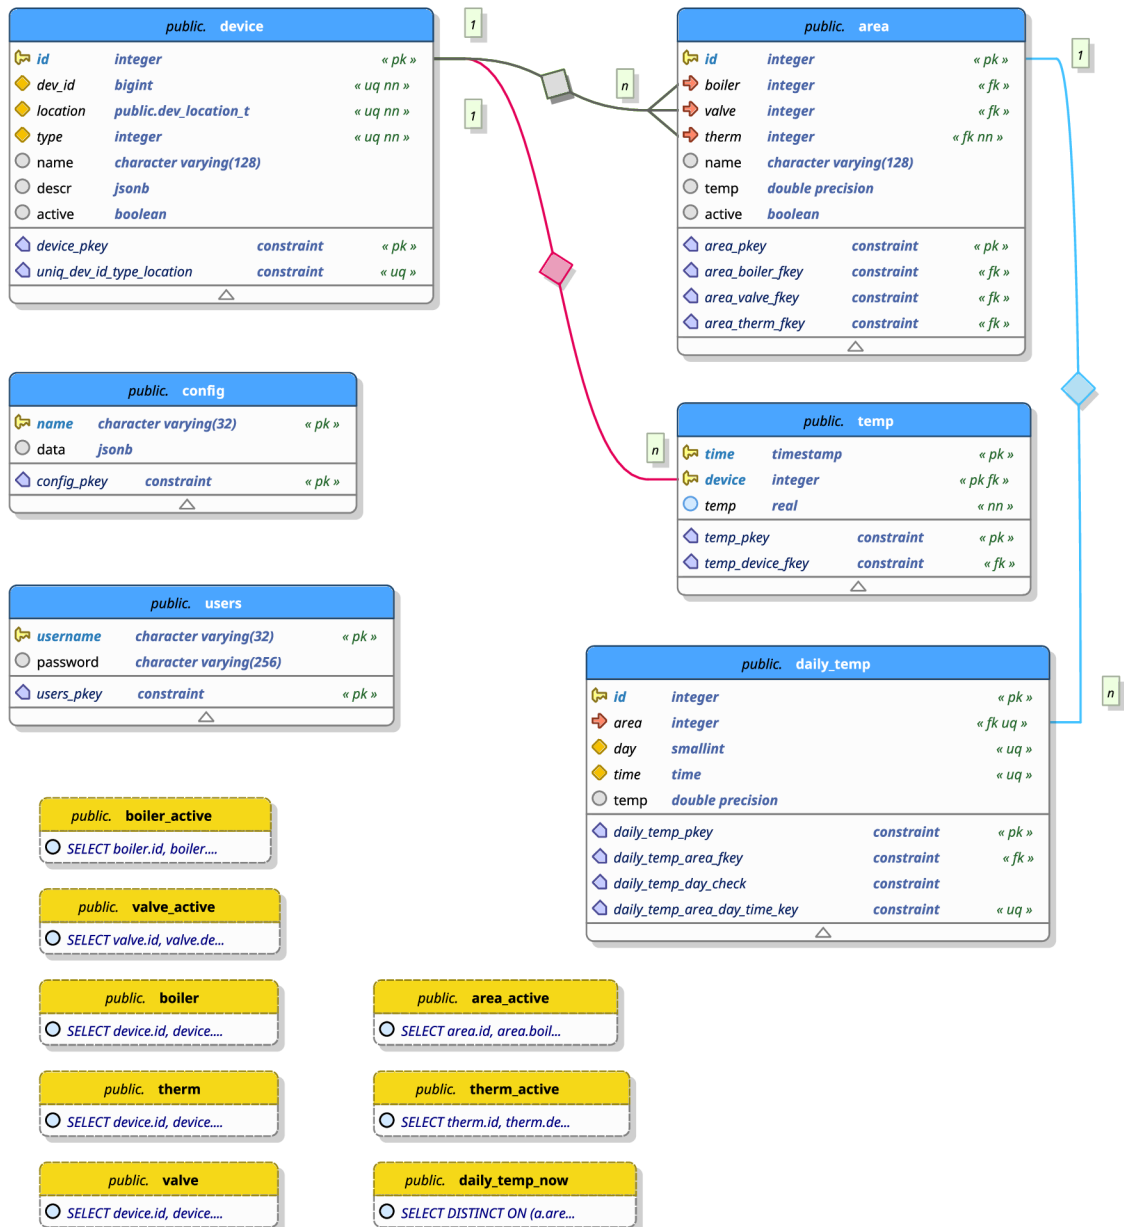 public. device
id integer « pk »
dev_id bigint « uq nn »
location public.dev_location_t « uq nn »
type integer « uq nn »
name character varying(128)
descr jsonb
active boolean
device_pkey constraint « pk »
uniq_dev_id_type_location constraint « uq »
1
1
n
public. area
id integer « pk »
boiler integer « fk »
valve integer « fk »
therm integer « fk nn »
name character varying(128)
temp double precision
active boolean
area_pkey constraint « pk »
area_boiler_fkey constraint « fk »
area_valve_fkey constraint « fk »
area_therm_fkey constraint « fk »
1
public. config
name character varying(32) « pk »
data jsonb
config_pkey constraint « pk »
n
public. temp
time timestamp « pk »
device integer « pk fk »
temp real « nn »
temp_pkey constraint « pk »
temp_device_fkey constraint « fk »
public. users
username character varying(32) « pk »
password character varying(256)
users_pkey constraint « pk »
public. daily_temp
id integer « pk »
area integer « fk uq »
day smallint « uq »
time time « uq »
temp double precision
daily_temp_pkey constraint « pk »
daily_temp_area_fkey constraint « fk »
daily_temp_day_check constraint
daily_temp_area_day_time_key constraint « uq »
n
public. boiler_active
SELECT boiler.id, boiler....
public. valve_active
SELECT valve.id, valve.de...
public. boiler
SELECT device.id, device....
public. area_active
SELECT area.id, area.boil...
public. therm
SELECT device.id, device....
public. therm_active
SELECT therm.id, therm.de...
public. valve
SELECT device.id, device....
public. daily_temp_now
SELECT DISTINCT ON (a.are...